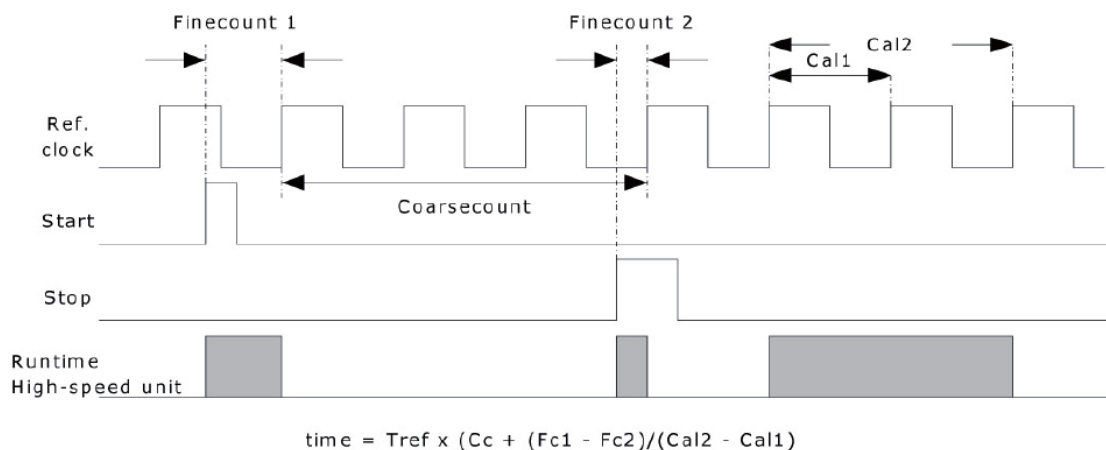 Finecount 1
Finecount 2
Cal2
Cal1
Ref.
clock
Coarsecount
Start
Stop
Runtime
High-speed unit
time = Tref x (Cc + (Fc1 - Fc2)/(Cal2 - Cal1)